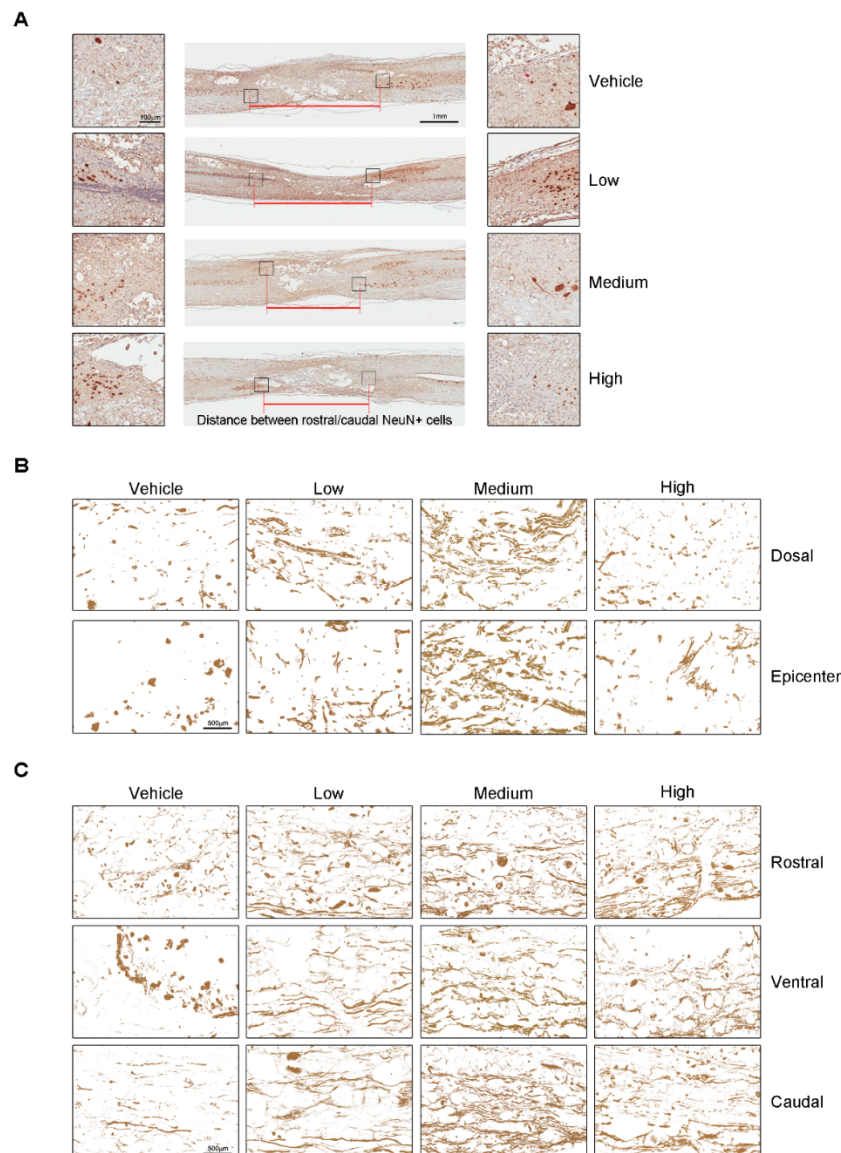 A
Vehicle
100µm
1mm
Low
Medium
High
Distance between rostral/caudal NeuN+ cells
B
Vehicle Low Medium High
Dosal
Epicenter
500µm
C
Vehicle Low Medium High
Rostral
Ventral
Caudal
500µm